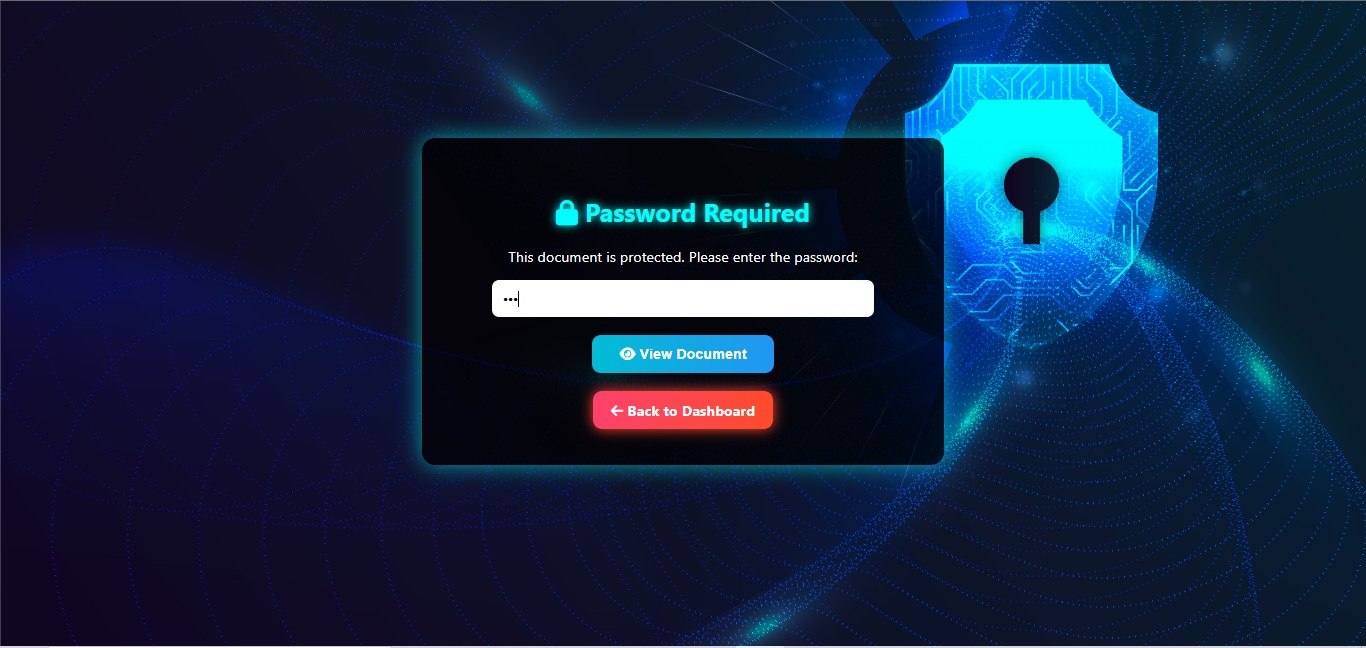 Password Required
This document is protected. Please enter the password:
•••
View Document
Back to Dashboard